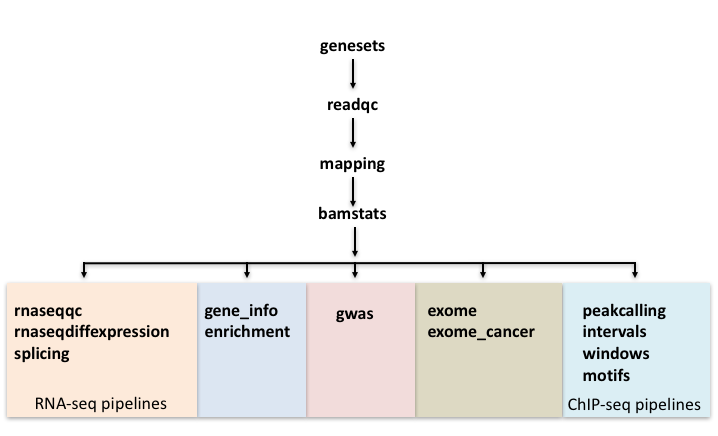 genesets
readqc
mapping
bamstats
rnaseqqc
rnaseqdiffexpression
splicing
RNA-seq pipelines
gene_info
enrichment
gwas
exome
exome_cancer
peakcalling
intervals
windows
motifs
ChIP-seq pipelines